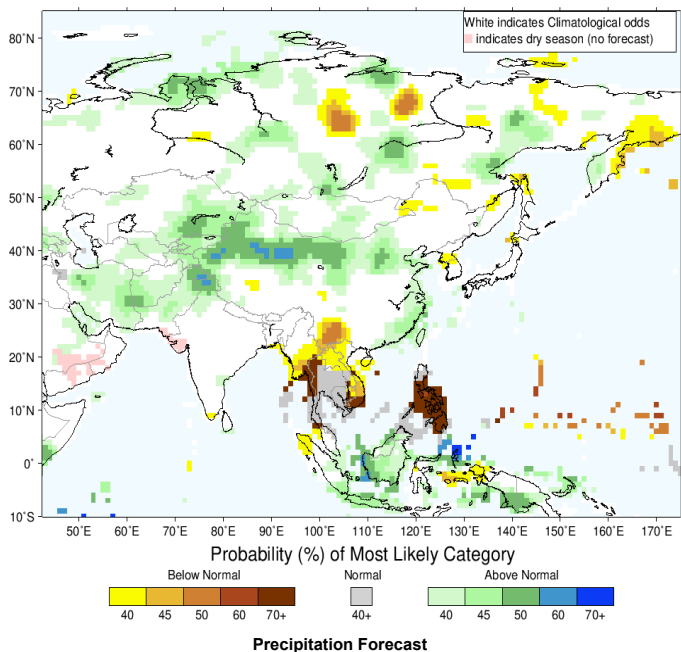 White indicates Climatological odds
indicates dry season (no forecast)
80°N
70°N
60°N
50°N
40°N
30°N
20°N
10°N
0°
10°S
50°E 60°E 70°E 80°E 90°E 100°E 110°E 120°E 130°E 140°E 150°E 160°E 170°E
Probability (%) of Most Likely Category
Below Normal Normal Above Normal
40 45 50 60 70+ 40+ 40 45 50 60 70+
Precipitation Forecast